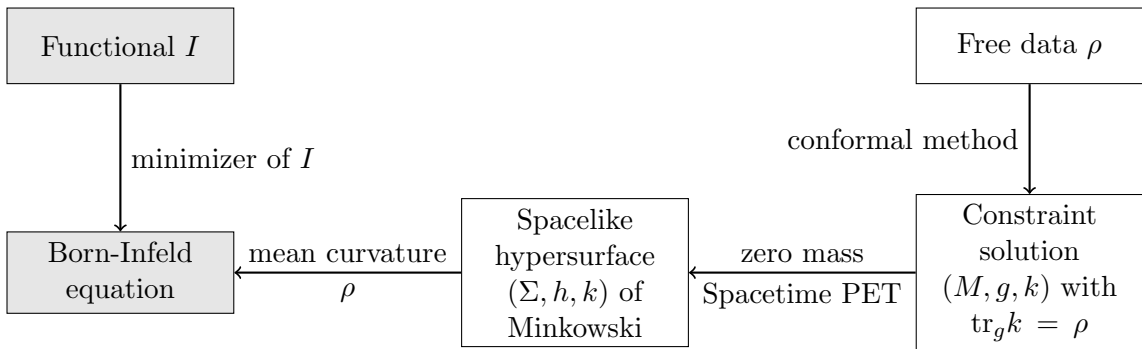 Functional I
Free data ρ
minimizer of I
conformal method
Born-Infeld
equation
mean curvature
ρ
Spacelike
hypersurface
(Σ, h, k) of
Minkowski
zero mass
Spacetime PET
Constraint
solution
(M, g, k) with
tr_g k = ρ